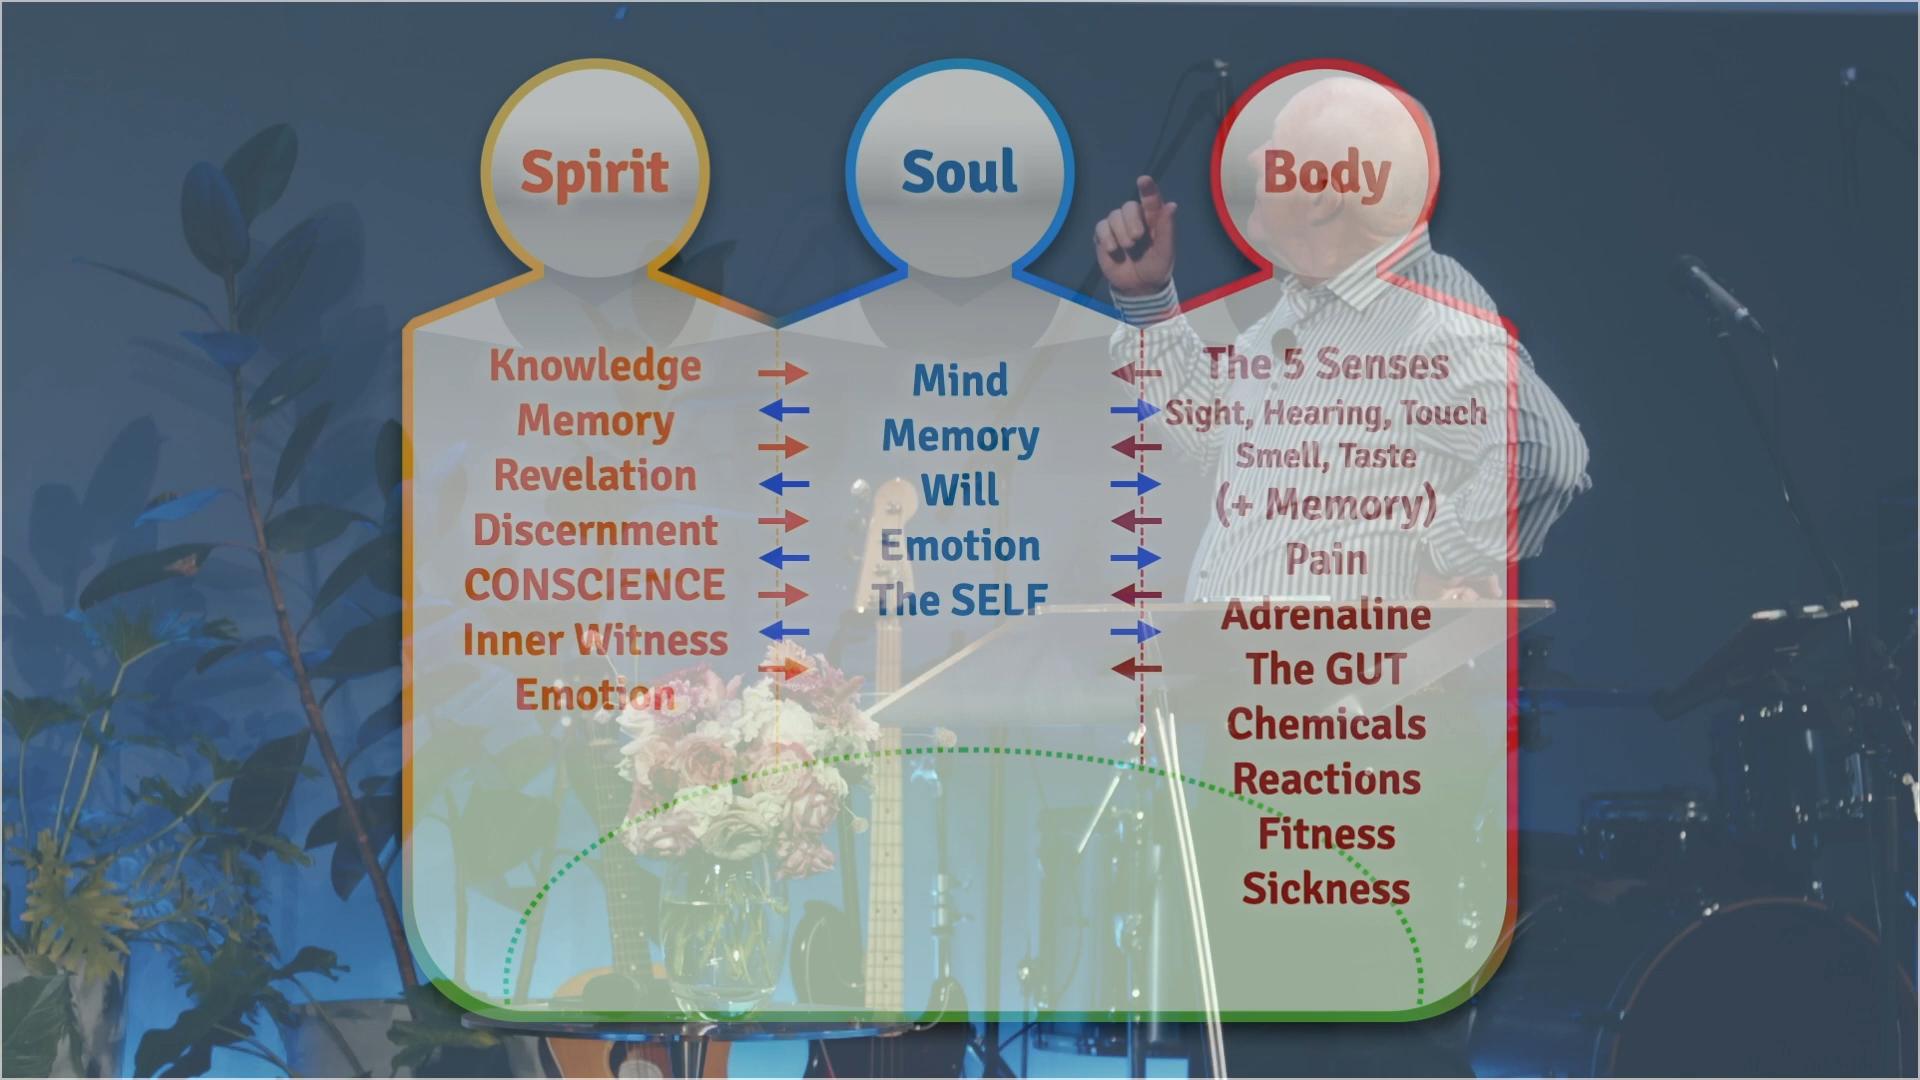 Spirit
Knowledge
Memory
Revelation
Discernment
CONSCIENCE
Inner Witness
Emotion
Soul
Mind
Memory
Will
Emotion
The SELF
Body
The 5 Senses
Sight, Hearing, Touch
Smell, Taste
(+ Memory)
Pain
Adrenaline
The GUT
Chemicals
Reactions
Fitness
Sickness